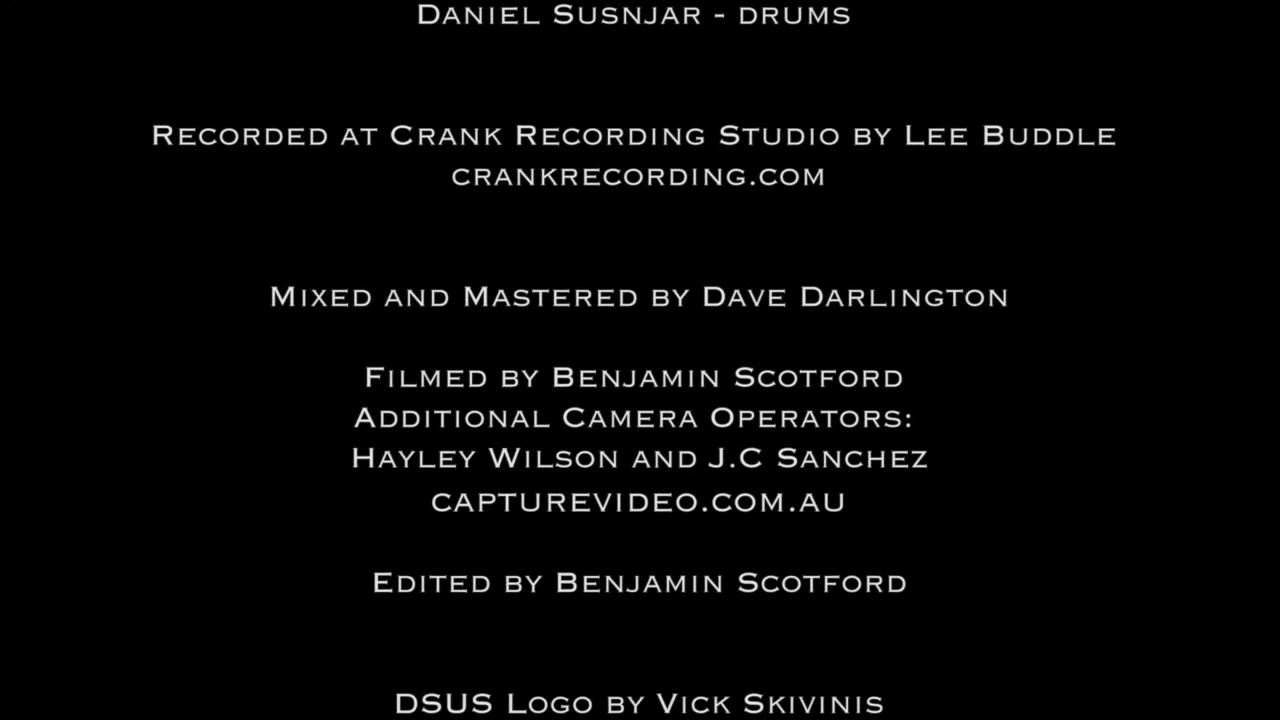 Daniel Susnjar - drums
Recorded at Crank Recording Studio by Lee Buddle
crankrecording.com
Mixed and Mastered by Dave Darlington
Filmed by Benjamin Scotford
Additional Camera Operators:
Hayley Wilson and J.C Sanchez
capturevideo.com.au
Edited by Benjamin Scotford
DSUS Logo by Vick Skivinis